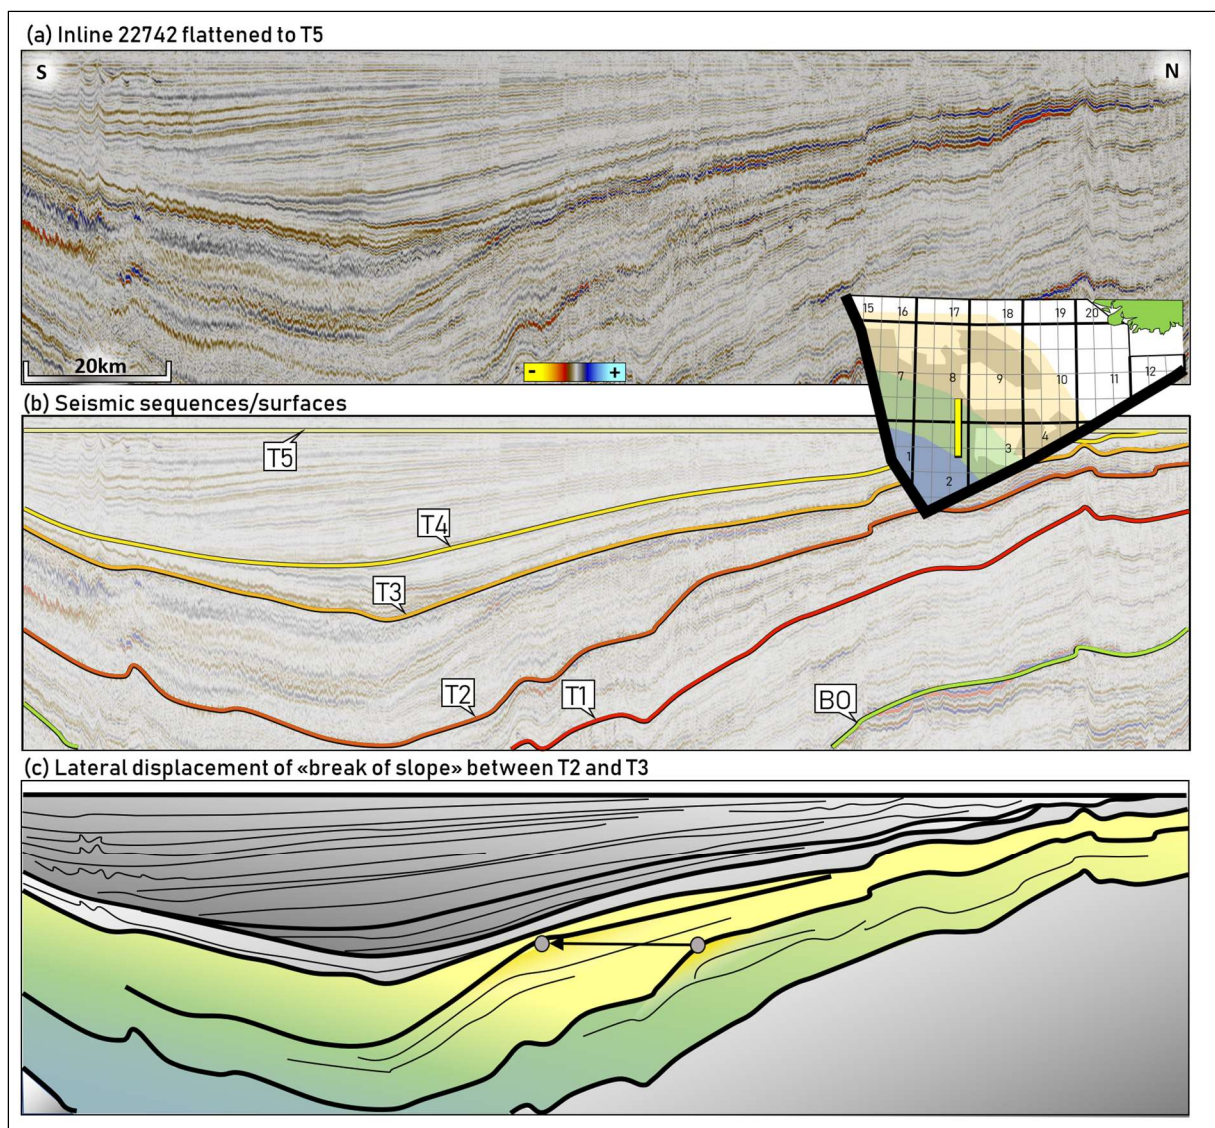 (a) Inline 22742 flattened to T5
S
N
20km
-
+
15
16
17
18
19
20
7
8
9
10
11
12
1
2
3
4
(b) Seismic sequences/surfaces
T5
T4
T3
T2
T1
BO
(c) Lateral displacement of «break of slope» between T2 and T3